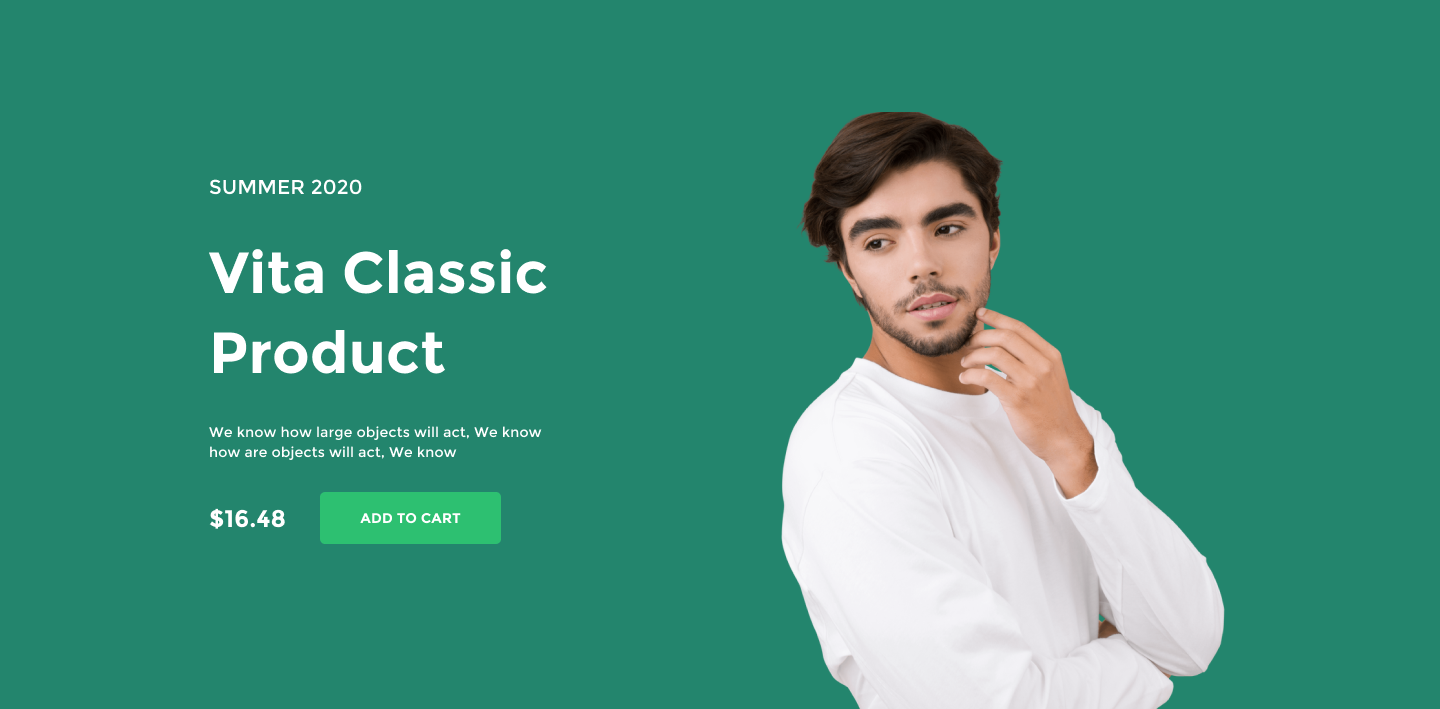 SUMMER 2020
Vita Classic
Product
We know how large objects will act, We know
how are objects will act, We know
$16.48
ADD TO CART